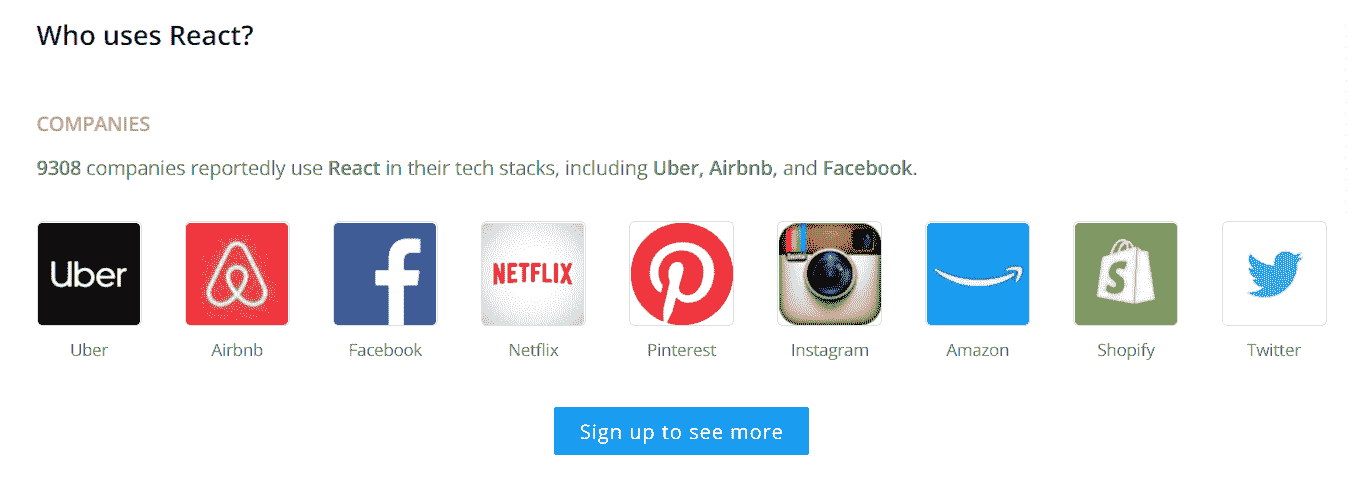 Who uses React?
COMPANIES
9308 companies reportedly use React in their tech stacks, including Uber, Airbnb, and Facebook.
Uber
NETFLIX
Uber
Airbnb
Facebook
Netflix
Pinterest
Instagram
Amazon
Shopify
Twitter
Sign up to see more